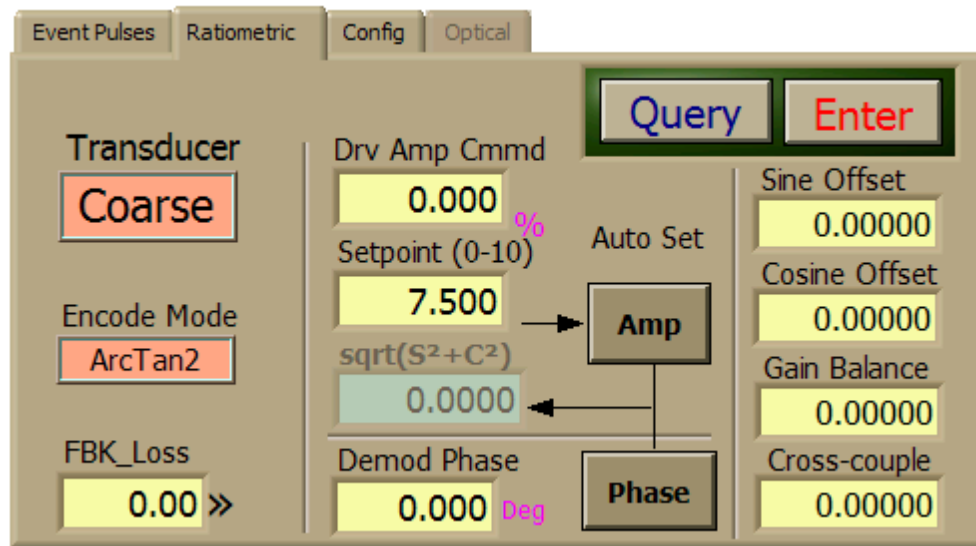 Event Pulses
Ratiometric
Config
Optical
Query
Enter
Transducer
Coarse
Encode Mode
ArcTan2
FBK_Loss
0.00 »
Drv Amp Cmmd
0.000 %
Setpoint (0-10)
7.500
sqrt(S²+C²)
0.0000
Demod Phase
0.000 Deg
Auto Set
Amp
Phase
Sine Offset
0.00000
Cosine Offset
0.00000
Gain Balance
0.00000
Cross-couple
0.00000